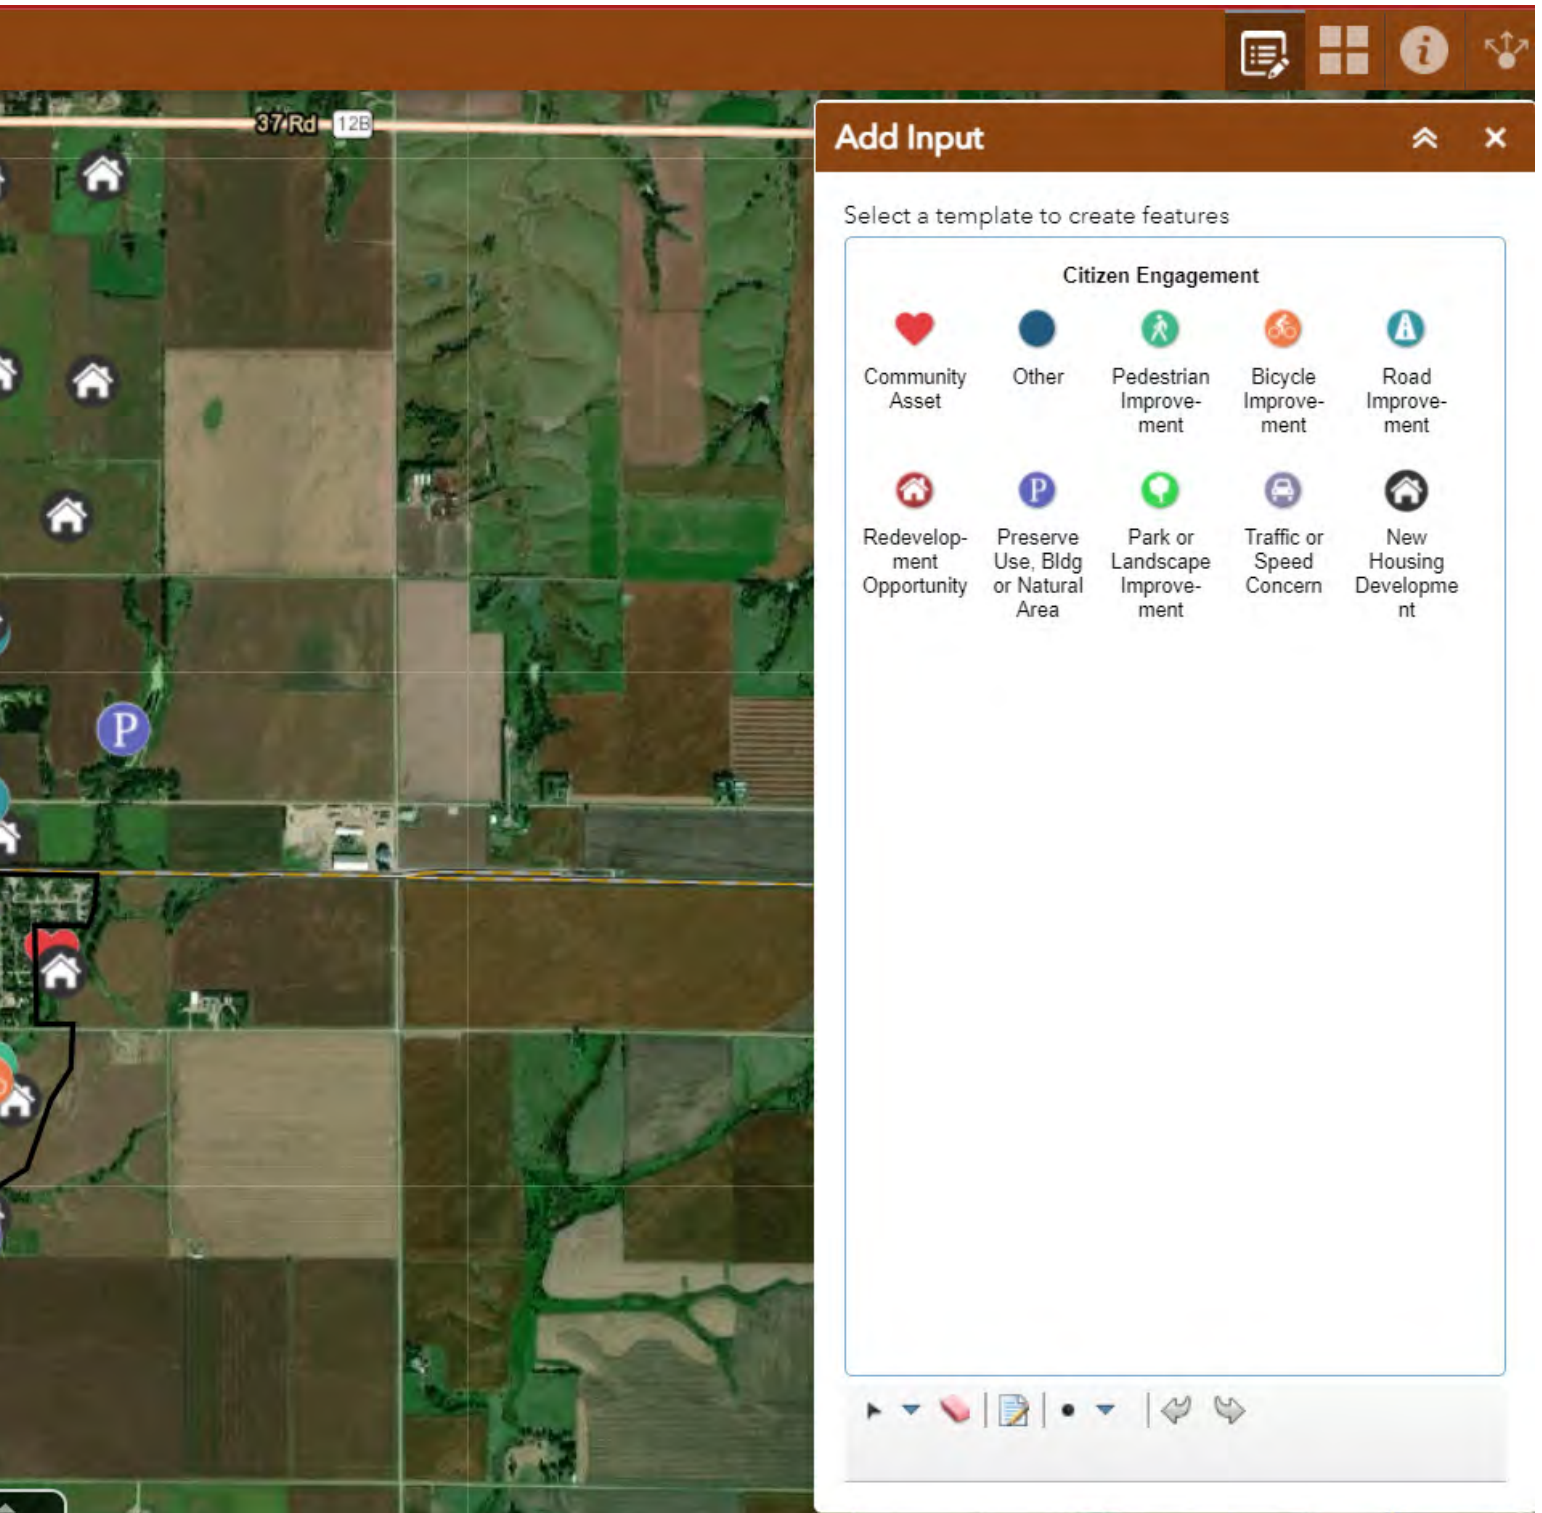 37 Rd 12B
Add Input
Select a template to create features
Citizen Engagement
Community
Asset
Other
Pedestrian
Improve-
ment
Bicycle
Improve-
ment
Road
Improve-
ment
Redevelop-
ment
Opportunity
Preserve
Use, Bldg
or Natural
Area
Park or
Landscape
Improve-
ment
Traffic or
Speed
Concern
New
Housing
Developme
nt
P
P